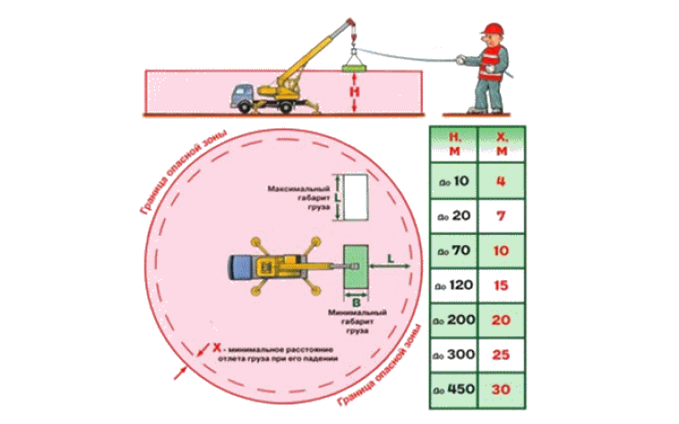 H
Граница опасной зоны
Максимальный
габарит
груза
L
L
B
Минимальный
габарит
груза
X - минимальное расстояние
отлета груза при его падении
Граница опасной зоны
Н, М	Х, М
до 10	4
до 20	7
до 70	10
до 120	15
до 200	20
до 300	25
до 450	30